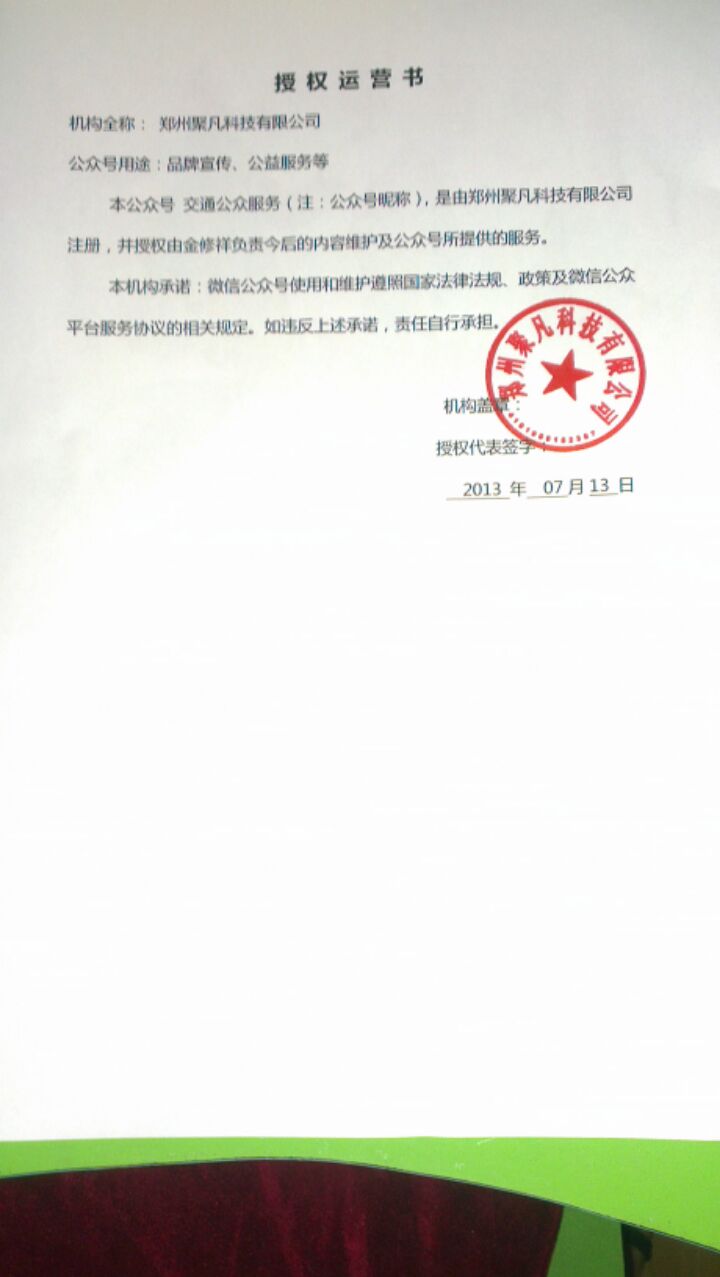 授权运营书
机构全称： 郑州聚凡科技有限公司
公众号用途：品牌宣传、公益服务等
本公众号 交通公众服务（注：公众号昵称），是由郑州聚凡科技有限公司
注册，并授权由金修祥负责今后的内容维护及公众号所提供的服务。
本机构承诺：微信公众号使用和维护遵照国家法律法规、政策及微信公众
平台服务协议的相关规定。如违反上述承诺，责任自行承担。
郑州聚凡科技有限公司
机构盖章：
授权代表签字：
2013 年 07 月 13 日